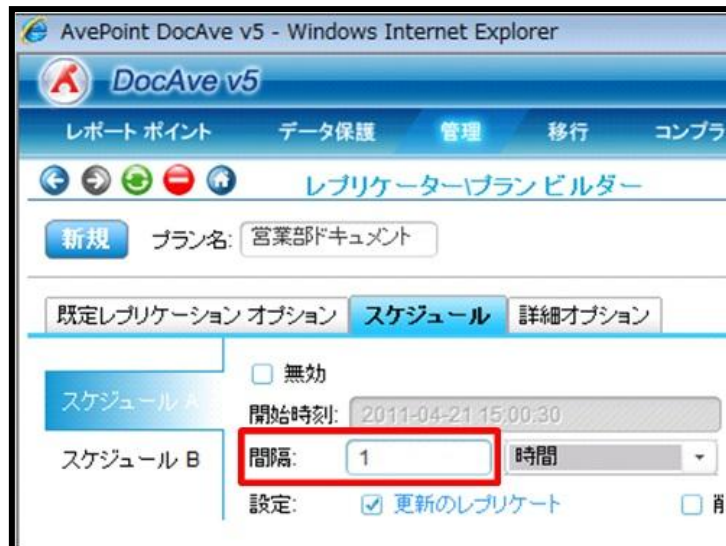 AvePoint DocAve v5 - Windows Internet Explorer
DocAve v5
レポート ポイント データ保護 管理 移行 コンプラ
レプリケーター\プラン ビルダー
新規 プラン名: 営業部ドキュメント
既定レプリケーション オプション スケジュール 詳細オプション
無効
スケジュール A
開始時刻: 2011-04-21 15:00:30
スケジュール B 間隔: 1 時間
設定: 更新のレプリケート